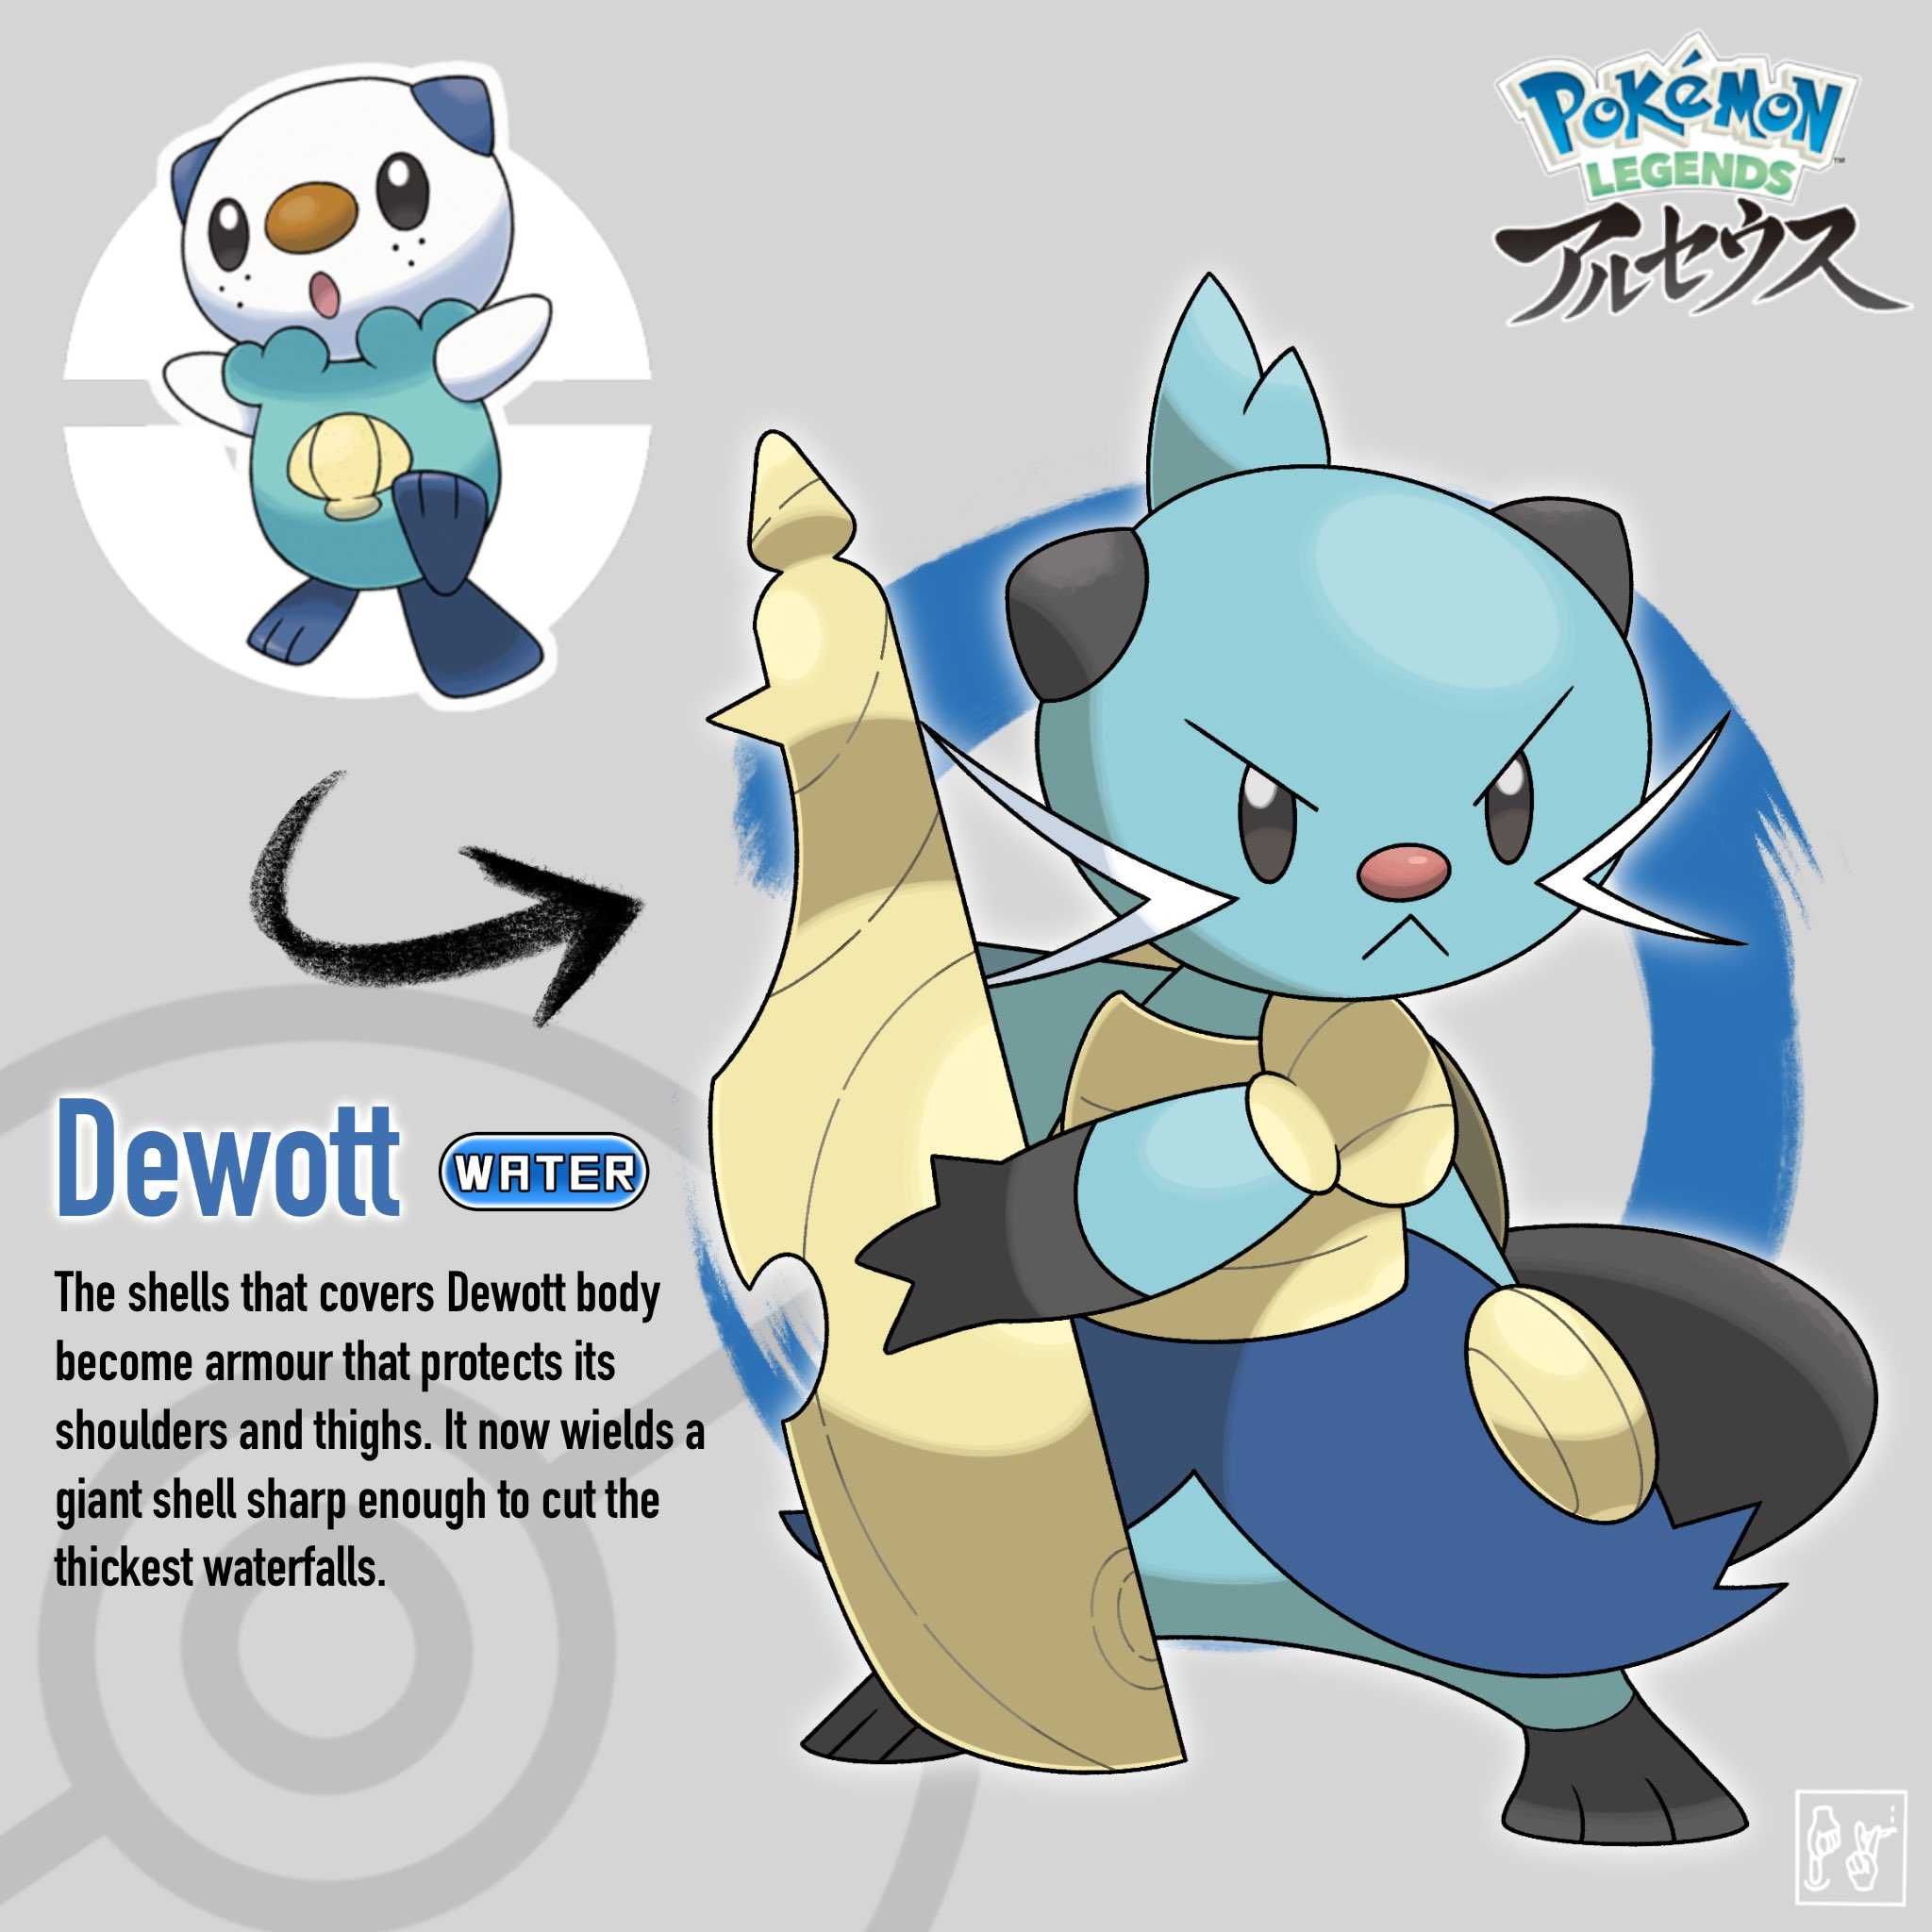 POKéMON
LEGENDS
™
アルセウス
Dewott
WATER
The shells that covers Dewott body
become armour that protects its
shoulders and thighs. It now wields a
giant shell sharp enough to cut the
thickest waterfalls.